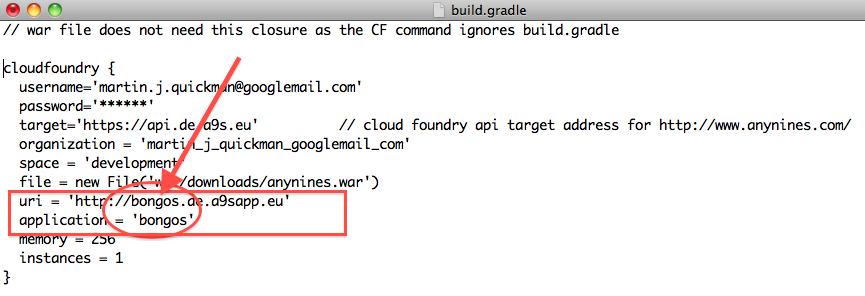 build.gradle
// war file does not need this closure as the CF command ignores build.gradle
cloudfoundry {
username='martin.j.quickman@googlemail.com'
password='******'
target='https://api.de.a9s.eu' // cloud foundry api target address for http://www.anynines.com/
organization = 'martin_j_quickman_googlemail_com'
space = 'development'
file = new File('/downloads/anynines.war')
uri = 'http://bongos.de.a9sapp.eu'
application = 'bongos'
memory = 256
instances = 1
}